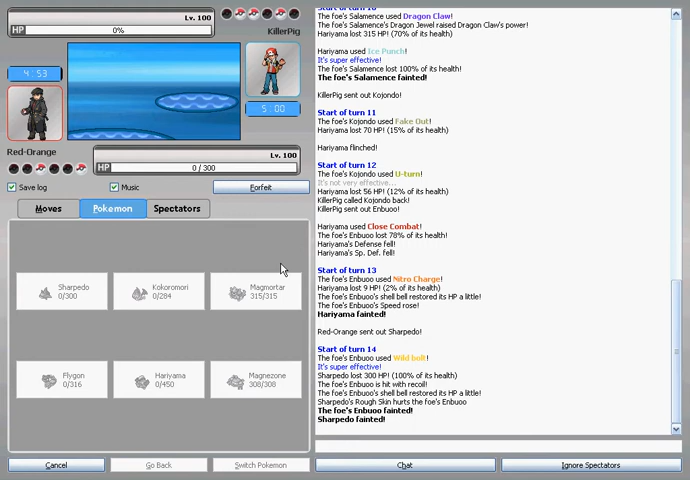 Lv. 100
HP
0%
KillerPig
4:53
5:00
Red-Orange
Lv. 100
HP
0 / 300
Save log
Music
Forfeit
Moves
Pokemon
Spectators
Sharpedo
0/300
Kokoromori
0/284
Magmortar
315/315
Flygon
0/316
Hariyama
0/450
Magnezone
308/308
Cancel
Go Back
Switch Pokemon
The foe's Salamence used Dragon Claw!
The foe's Salamence's Dragon Jewel raised Dragon Claw's power!
Hariyama lost 315 HP! (70% of its health)
Hariyama used Ice Punch!
It's super effective!
The foe's Salamence lost 100% of its health!
The foe's Salamence fainted!
KillerPig sent out Kojondo!
Start of turn 11
The foe's Kojondo used Fake Out!
Hariyama lost 70 HP! (15% of its health)
Hariyama flinched!
Start of turn 12
The foe's Kojondo used U-turn!
It's not very effective...
Hariyama lost 56 HP! (12% of its health)
KillerPig called Kojondo back!
KillerPig sent out Enbuoo!
Hariyama used Close Combat!
The foe's Enbuoo lost 78% of its health!
Hariyama's Defense fell!
Hariyama's Sp. Def. fell!
Start of turn 13
The foe's Enbuoo used Nitro Charge!
Hariyama lost 9 HP! (2% of its health)
The foe's Enbuoo's shell bell restored its HP a little!
The foe's Enbuoo's Speed rose!
Hariyama fainted!
Red-Orange sent out Sharpedo!
Start of turn 14
The foe's Enbuoo used Wild bolt!
It's super effective!
Sharpedo lost 300 HP! (100% of its health)
The foe's Enbuoo is hit with recoil!
The foe's Enbuoo's shell bell restored its HP a little!
Sharpedo's Rough Skin hurts the foe's Enbuoo
The foe's Enbuoo fainted!
Sharpedo fainted!
Chat
Ignore Spectators